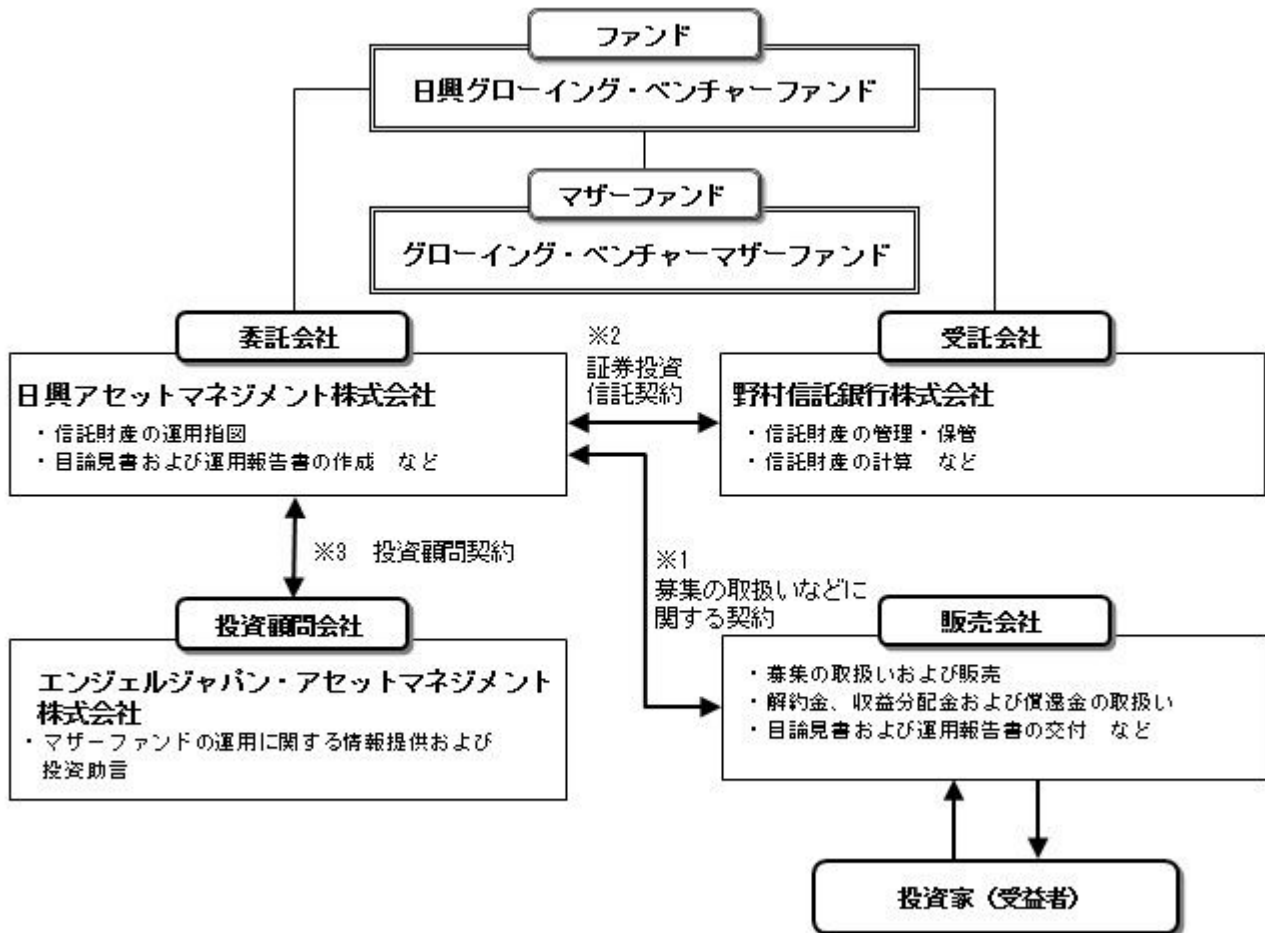 ファンド
日興グローイング・ベンチャーファンド
マザーファンド
グローイング・ベンチャーマザーファンド
委託会社
日興アセットマネジメント株式会社
・信託財産の運用指図
・目論見書および運用報告書の作成 など
※2
証券投資
信託契約
受託会社
野村信託銀行株式会社
・信託財産の管理・保管
・信託財産の計算 など
※3 投資顧問契約
※1
募集の取扱いなどに
関する契約
投資顧問会社
エンジェルジャパン・アセットマネジメント
株式会社
・マザーファンドの運用に関する情報提供および
投資助言
販売会社
・募集の取扱いおよび販売
・解約金、収益分配金および償還金の取扱い
・目論見書および運用報告書の交付 など
投資家（受益者）